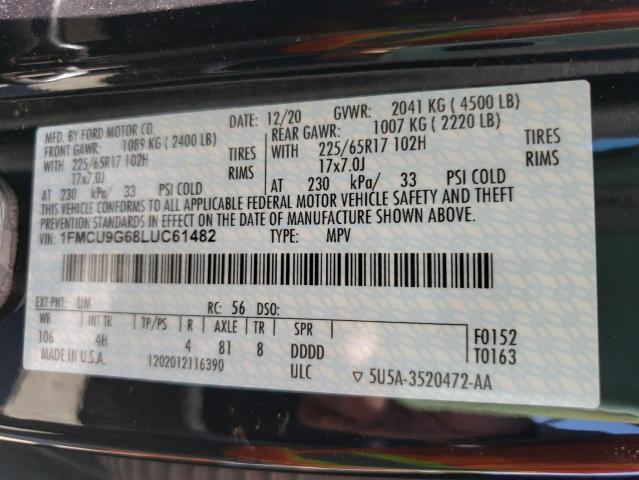 MFD. BY FORD MOTOR CO.
DATE: 12/20 GVWR: 2041 KG ( 4500 LB)
FRONT GAWR: 1089 KG ( 2400 LB)
REAR GAWR: 1007 KG ( 2220 LB)
WITH 225/65R17 102H TIRES
17x7.0J RIMS
WITH 225/65R17 102H TIRES
17x7.0J RIMS
AT 230 kPa/ 33 PSI COLD
AT 230 kPa/ 33 PSI COLD
THIS VEHICLE CONFORMS TO ALL APPLICABLE FEDERAL MOTOR VEHICLE SAFETY AND THEFT
PREVENTION STANDARDS IN EFFECT ON THE DATE OF MANUFACTURE SHOWN ABOVE.
VIN: 1FMCU9G68LUC61482 TYPE: MPV
EXT PNT: UM RC: 56 DSO:
WB INT TR TP/PS R AXLE TR SPR
106 4H 4 81 8 DDDD
F0152
T0163
MADE IN U.S.A. 1202012116390 ULC ▽ 5U5A-3520472-AA